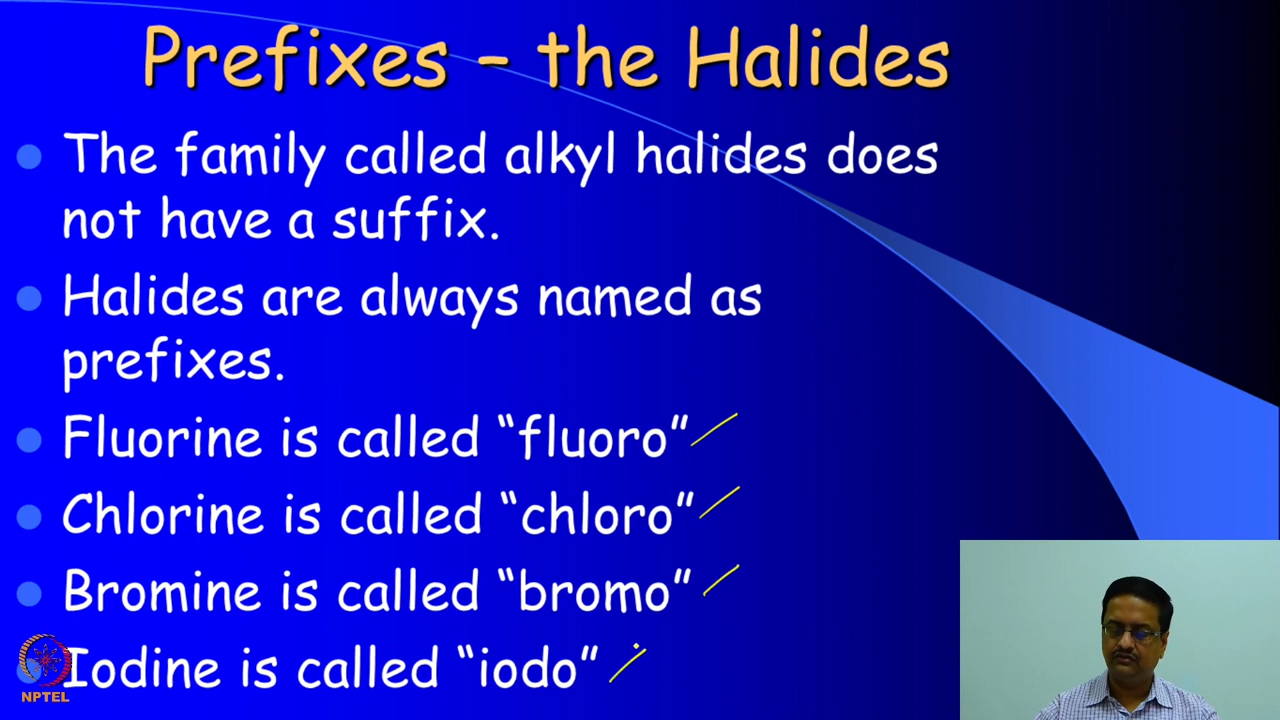 Prefixes – the Halides
The family called alkyl halides does
not have a suffix.
Halides are always named as
prefixes.
Fluorine is called “fluoro”
Chlorine is called “chloro”
Bromine is called “bromo”
Iodine is called “iodo”
NPTEL